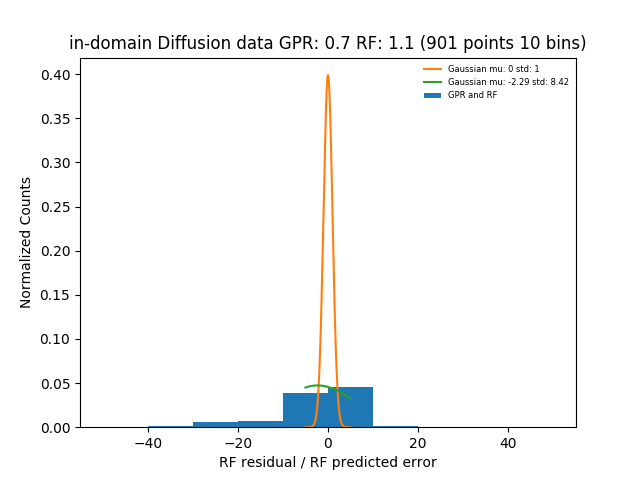 in-domain Diffusion data GPR: 0.7 RF: 1.1 (901 points 10 bins)
Gaussian mu: 0 std: 1
Gaussian mu: -2.29 std: 8.42
GPR and RF
Normalized Counts
0.40
0.35
0.30
0.25
0.20
0.15
0.10
0.05
0.00
−40 −20 0 20 40
RF residual / RF predicted error